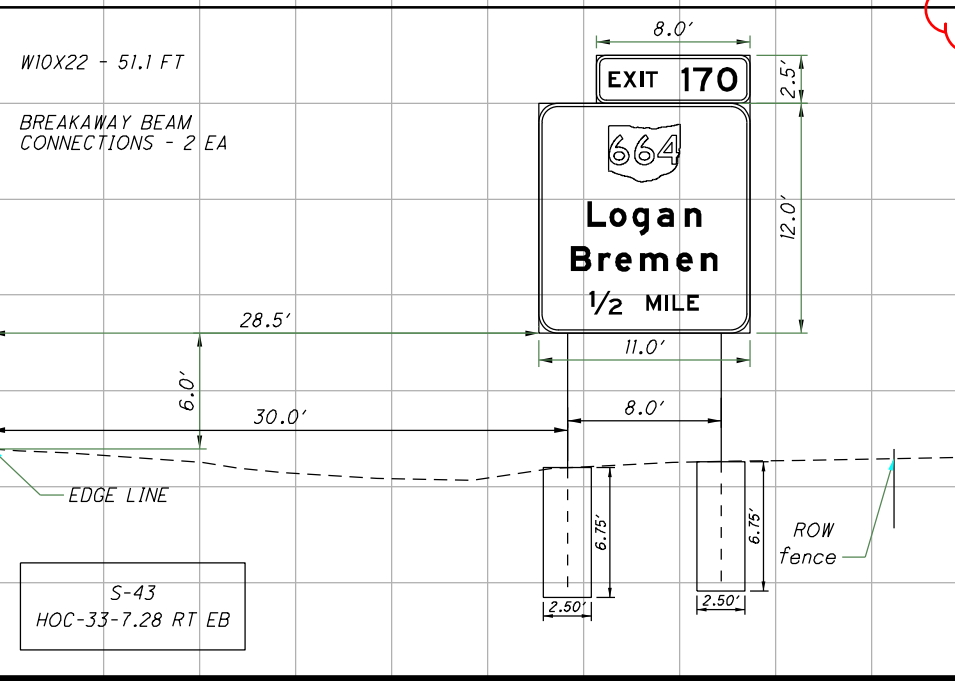 W10X22 - 51.1 FT
BREAKAWAY BEAM
CONNECTIONS - 2 EA
8.0'
2.5'
EXIT 170
664
Logan
Bremen
1/2 MILE
12.0'
28.5'
11.0'
6.0'
30.0'
8.0'
EDGE LINE
6.75'
6.75'
ROW
fence
2.50'
2.50'
S-43
HOC-33-7.28 RT EB